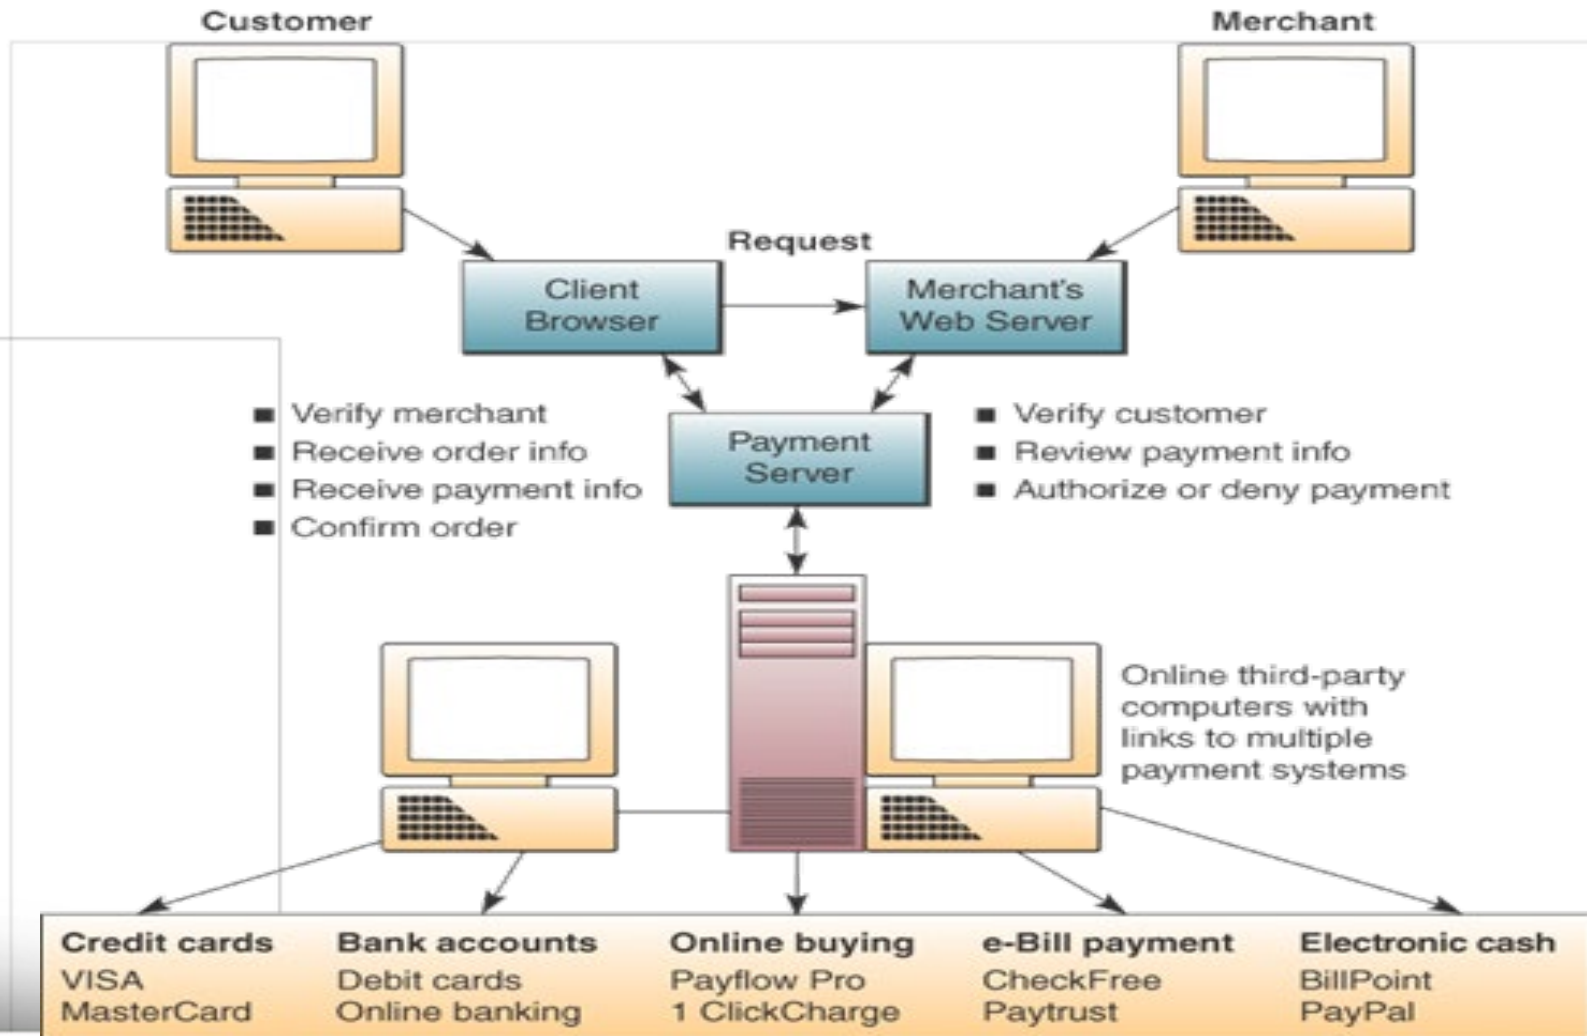 Customer
Merchant
Request
Client
Browser
Merchant's
Web Server
Verify merchant
Receive order info
Receive payment info
Confirm order
Payment
Server
Verify customer
Review payment info
Authorize or deny payment
Online third-party
computers with
links to multiple
payment systems
Credit cards
VISA
MasterCard
Bank accounts
Debit cards
Online banking
Online buying
Payflow Pro
1 ClickCharge
e-Bill payment
CheckFree
Paytrust
Electronic cash
BillPoint
PayPal